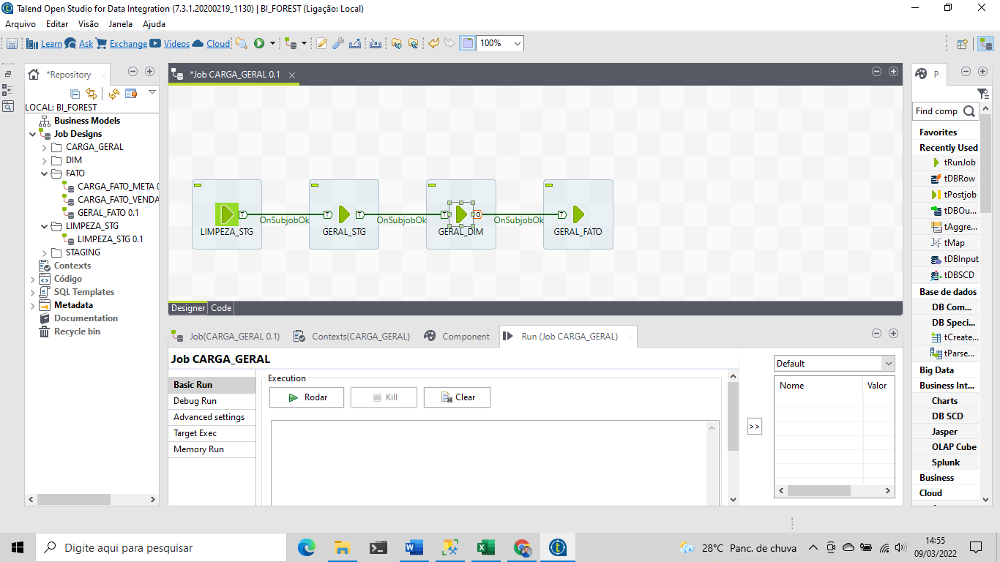 Talend Open Studio for Data Integration (7.3.1.20200219_1130) | BI_FOREST (Ligação: Local)
Arquivo Editar Visão Janela Ajuda
Learn Ask Exchange Videos Cloud 100%
*Repository
LOCAL: BI_FOREST
Business Models
Job Designs
CARGA_GERAL
DIM
FATO
CARGA_FATO_META 0
CARGA_FATO_VENDA
GERAL_FATO 0.1
LIMPEZA_STG
LIMPEZA_STG 0.1
STAGING
Contexts
Código
SQL Templates
Metadata
Documentation
Recycle bin
*Job CARGA_GERAL 0.1
T T T T O T
OnSubjobOk OnSubjobOk OnSubjobOk
LIMPEZA_STG GERAL_STG GERAL_DIM GERAL_FATO
Designer Code
Job(CARGA_GERAL 0.1) Contexts(CARGA_GERAL) Component Run (Job CARGA_GERAL)
Job CARGA_GERAL
Basic Run
Debug Run
Advanced settings
Target Exec
Memory Run
Execution
Rodar Kill Clear
>>
Default
Nome Valor
P
Find comp
Favorites
Recently Used
tRunJob
tDBRow
tPostjob
tDBOu...
tAggre...
tMap
tDBInput
tDBSCD
Base de dados
DB Com...
DB Speci...
tCreate...
tParse...
Big Data
Business Int...
Charts
DB SCD
Jasper
OLAP Cube
Splunk
Business
Cloud
Digite aqui para pesquisar
28°C Panc. de chuva
14:55
09/03/2022